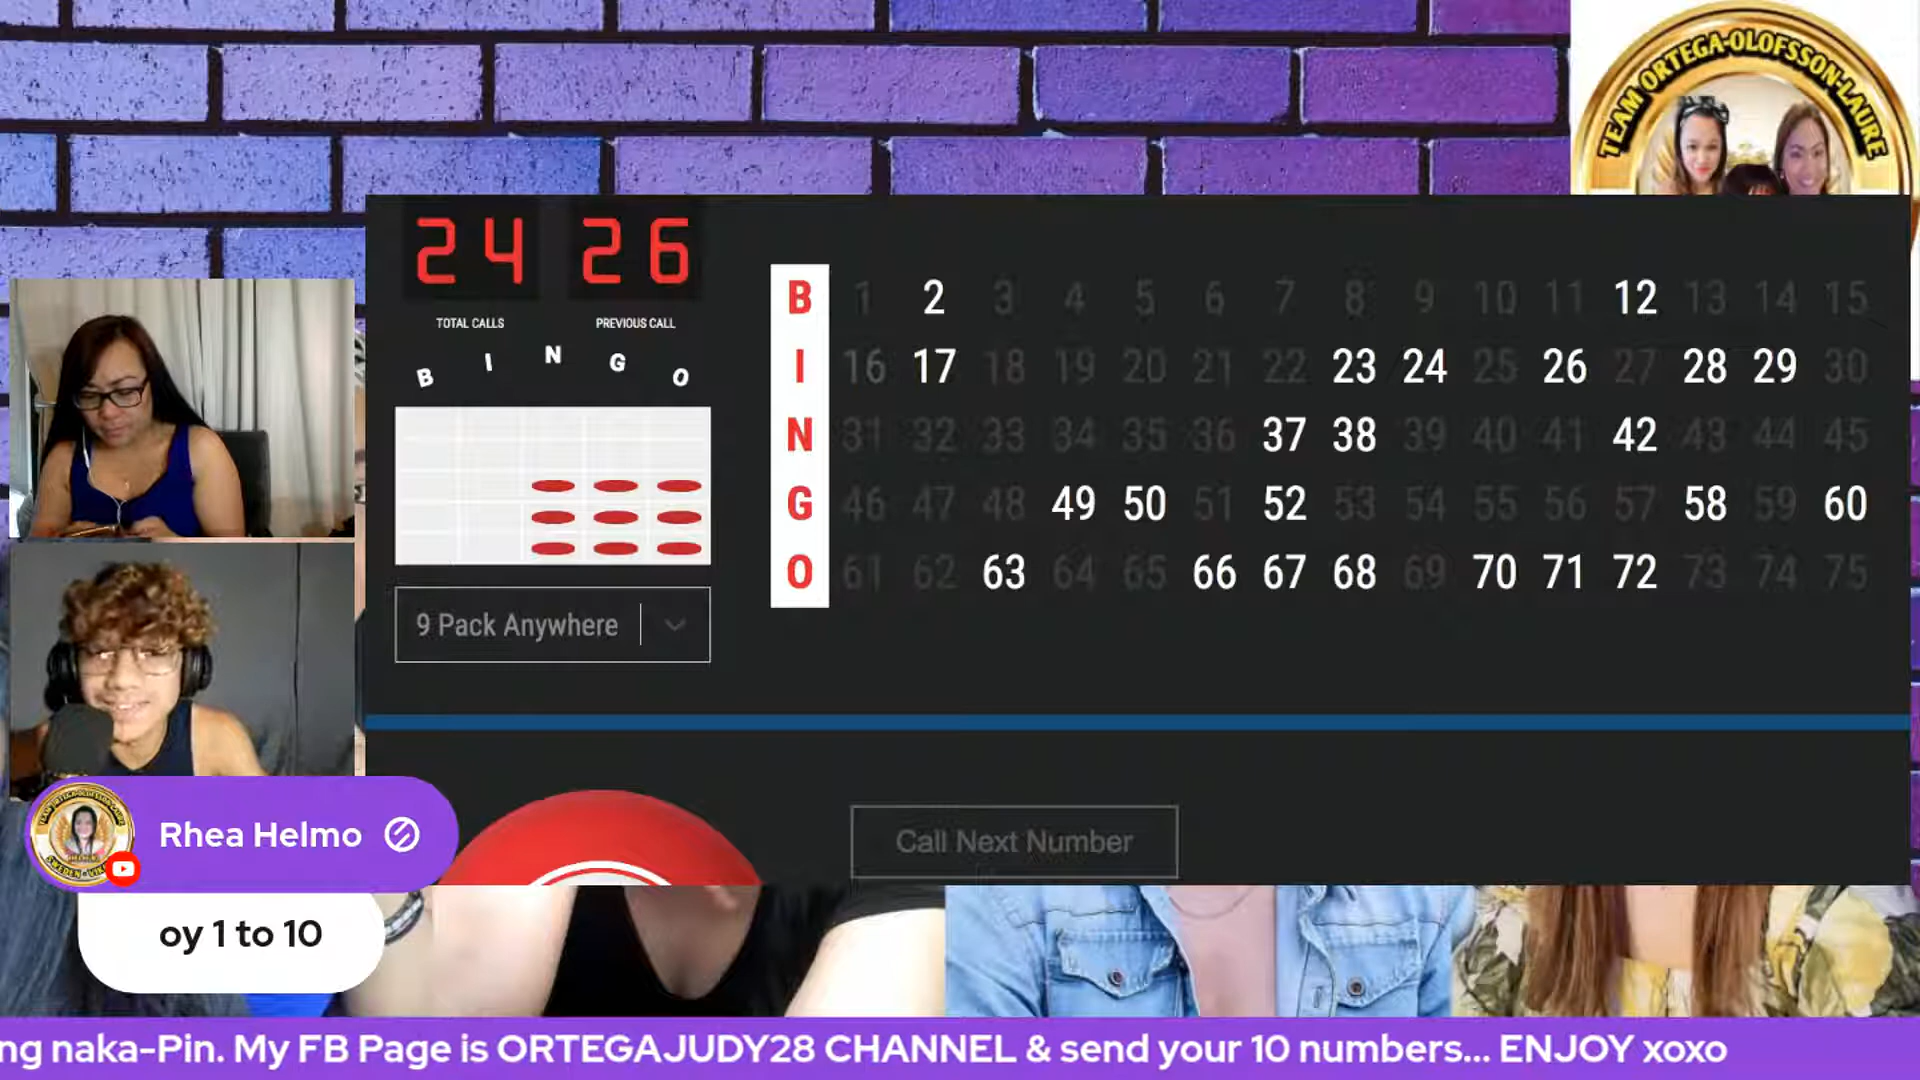 TEAM ORTEGA-OLOFSSON-LAURE
24 26
TOTAL CALLS PREVIOUS CALL
B I N G O
9 Pack Anywhere
B 1 2 3 4 5 6 7 8 9 10 11 12 13 14 15
I 16 17 18 19 20 21 22 23 24 25 26 27 28 29 30
N 31 32 33 34 35 36 37 38 39 40 41 42 43 44 45
G 46 47 48 49 50 51 52 53 54 55 56 57 58 59 60
O 61 62 63 64 65 66 67 68 69 70 71 72 73 74 75
Call Next Number
Rhea Helmo
oy 1 to 10
ng naka-Pin. My FB Page is ORTEGAJUDY28 CHANNEL & send your 10 numbers... ENJOY xoxo